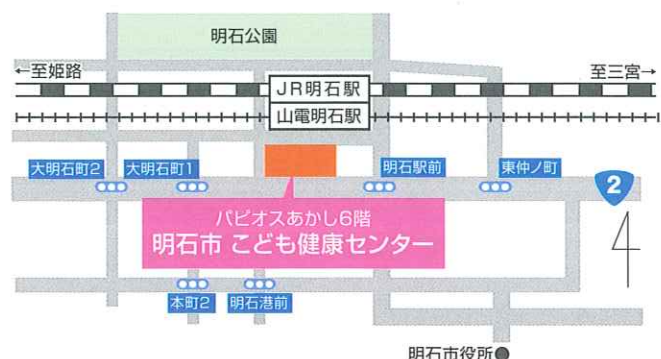 明石公園
←至姫路
至三宮→
JR明石駅
山電明石駅
大明石町2
大明石町1
明石駅前
東仲ノ町
2
パピオスあかし6階
明石市 こども健康センター
本町2
明石港前
明石市役所